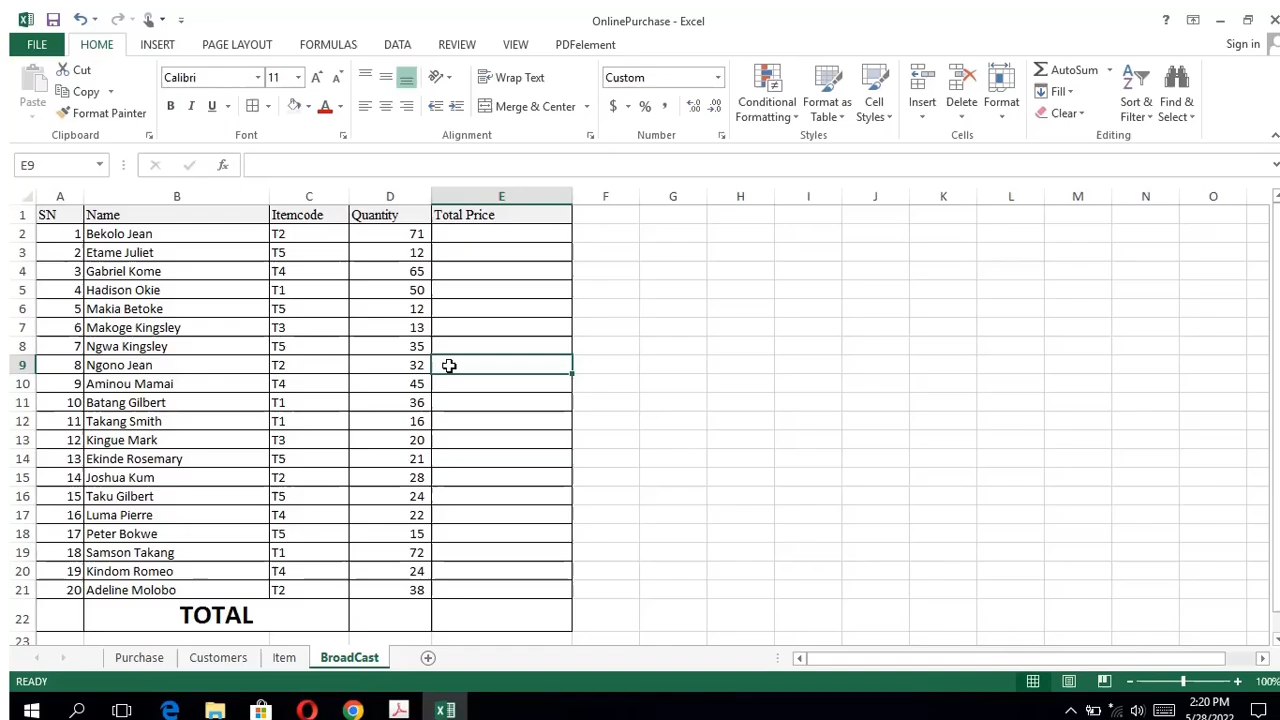 OnlinePurchase - Excel
?
FILE HOME INSERT PAGE LAYOUT FORMULAS DATA REVIEW VIEW PDFelement Sign in
Paste Cut Copy Format Painter
Calibri 11
B I U
Wrap Text
Merge & Center
Custom
$ %
Conditional Formatting Format as Table Cell Styles
Insert Delete Format
AutoSum Fill Clear
Sort & Filter Find & Select
Clipboard Font Alignment Number Styles Cells Editing
E9 fx
A B C D E F G H I J K L M N O
1 SN Name Itemcode Quantity Total Price
2 1 Bekolo Jean T2 71
3 2 Etame Juliet T5 12
4 3 Gabriel Kome T4 65
5 4 Hadison Okie T1 50
6 5 Makia Betoke T5 12
7 6 Makoge Kingsley T3 13
8 7 Ngwa Kingsley T5 35
9 8 Ngono Jean T2 32
10 9 Aminou Mamai T4 45
11 10 Batang Gilbert T1 36
12 11 Takang Smith T1 16
13 12 Kingue Mark T3 20
14 13 Ekinde Rosemary T5 21
15 14 Joshua Kum T2 28
16 15 Taku Gilbert T5 24
17 16 Luma Pierre T4 22
18 17 Peter Bokwe T5 15
19 18 Samson Takang T1 72
20 19 Kindom Romeo T4 24
21 20 Adeline Molobo T2 38
22 TOTAL
23
Purchase Customers Item BroadCast
READY 100%
2:20 PM
5/28/2022